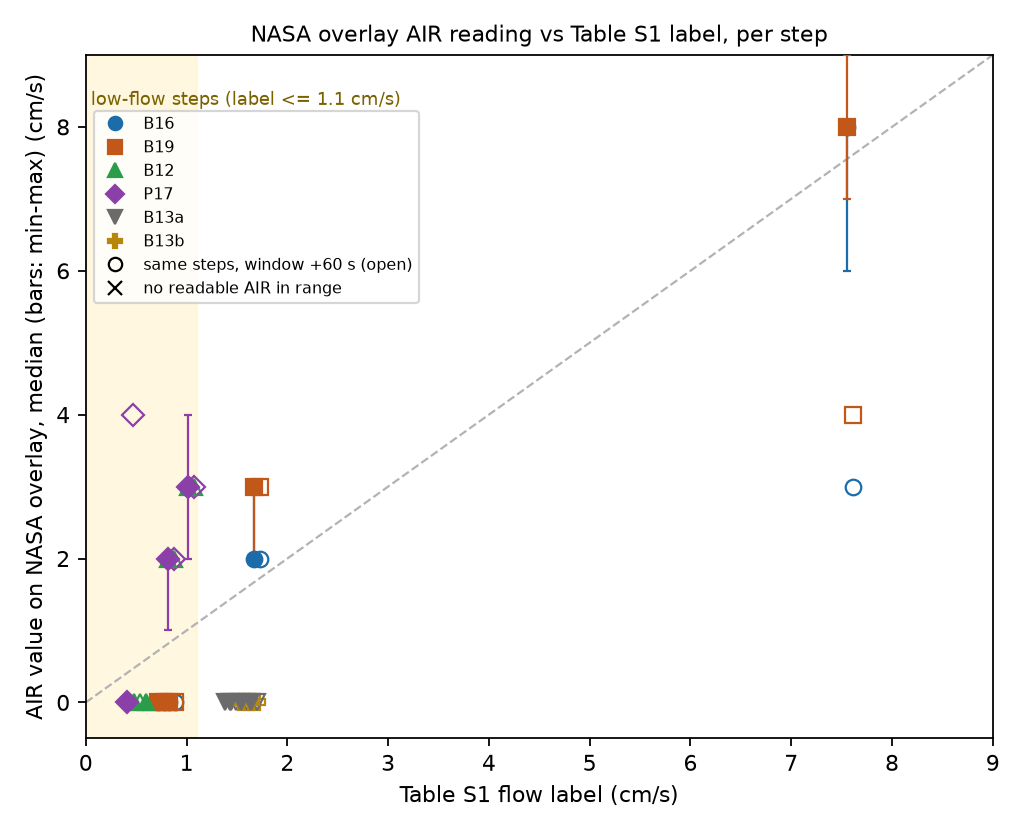 NASA overlay AIR reading vs Table S1 label, per step
AIR value on NASA overlay, median (bars: min-max) (cm/s)
8
6
4
2
0
low-flow steps (label <= 1.1 cm/s)
B16
B19
B12
P17
B13a
B13b
same steps, window +60 s (open)
no readable AIR in range
0 1 2 3 4 5 6 7 8 9
Table S1 flow label (cm/s)